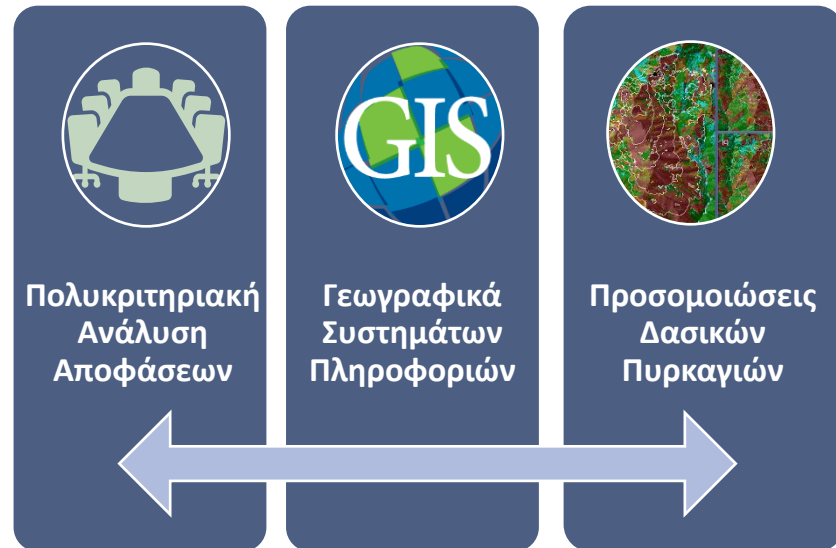 Πολυκριτηριακή
Ανάλυση
Αποφάσεων
GIS
Γεωγραφικά
Συστημάτων
Πληροφοριών
Προσομοιώσεις
Δασικών
Πυρκαγιών